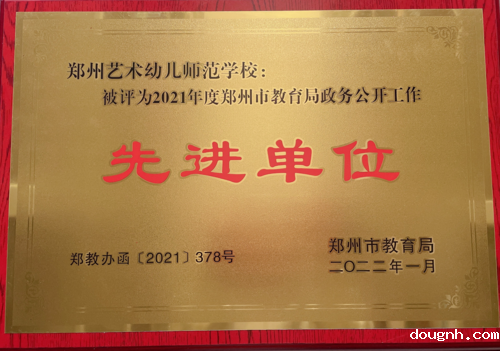 郑州艺术幼儿师范学校：
被评为2021年度郑州市教育局政务公开工作
先进单位
郑教办函〔2021〕378号
郑州市教育局
二〇二二年一月
dougnh.com